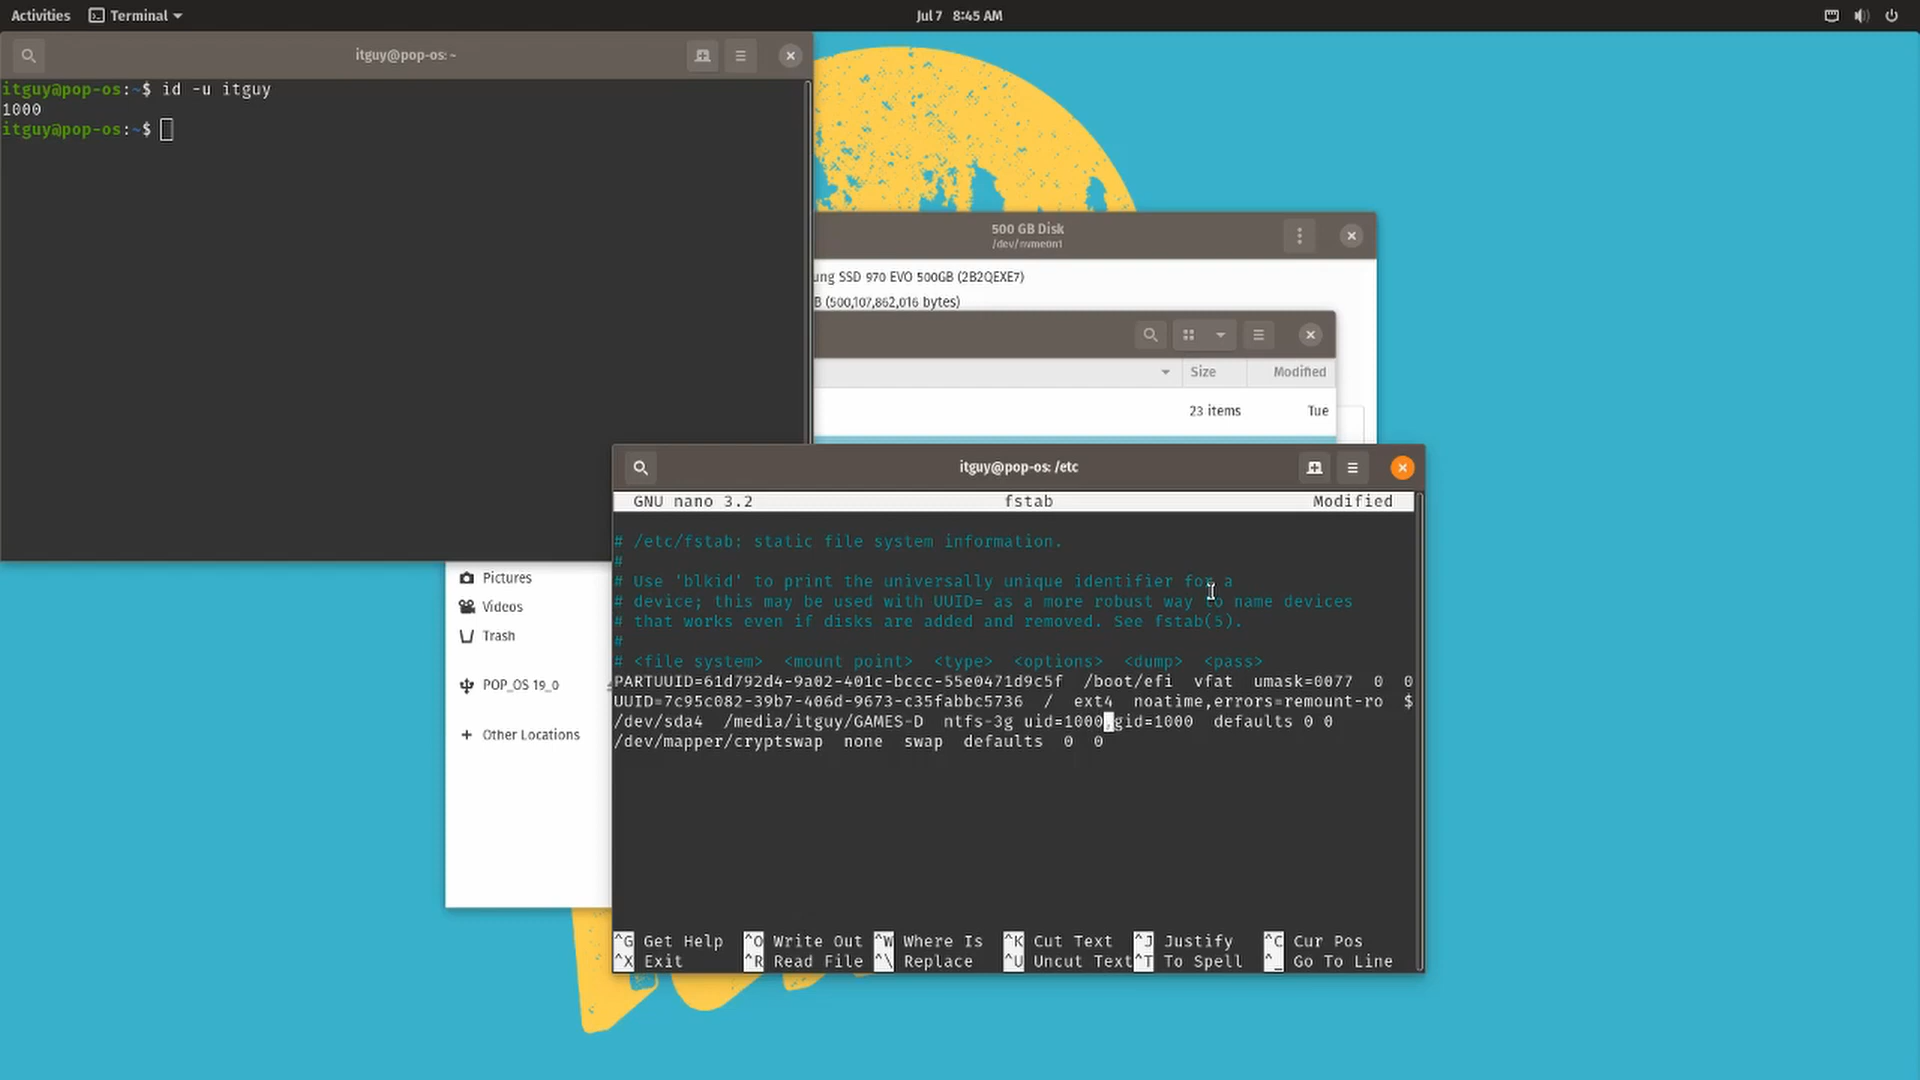 Activities Terminal Jul 7 8:45 AM
itguy@pop-os: ~
itguy@pop-os:~$ id -u itguy
1000
itguy@pop-os:~$
500 GB Disk
/dev/nvme0n1
ung SSD 970 EVO 500GB (2B2QEXE7)
B (500,107,862,016 bytes)
Size Modified
23 items Tue
Pictures
Videos
Trash
POP_OS 19_0
+ Other Locations
itguy@pop-os: /etc
GNU nano 3.2 fstab Modified
# /etc/fstab: static file system information.
#
# Use 'blkid' to print the universally unique identifier for a
# device; this may be used with UUID= as a more robust way to name devices
# that works even if disks are added and removed. See fstab(5).
#
# <file system> <mount point> <type> <options> <dump> <pass>
PARTUUID=61d792d4-9a02-401c-bccc-55e0471d9c5f /boot/efi vfat umask=0077 0 0
UUID=7c95c082-39b7-406d-9673-c35fabbc5736 / ext4 noatime,errors=remount-ro $
/dev/sda4 /media/itguy/GAMES-D ntfs-3g uid=1000,gid=1000 defaults 0 0
/dev/mapper/cryptswap none swap defaults 0 0
^G Get Help ^O Write Out ^W Where Is ^K Cut Text ^J Justify ^C Cur Pos
^X Exit ^R Read File ^\ Replace ^U Uncut Text ^T To Spell ^_ Go To Line